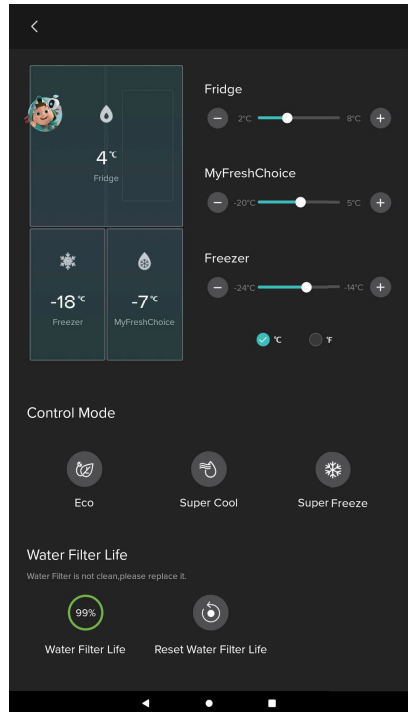 4°C
Fridge
-18°C
Freezer
-7°C
MyFreshChoice
Fridge
2°C
8°C
MyFreshChoice
-20°C
5°C
Freezer
-24°C
-14°C
°C
°F
Control Mode
Eco
Super Cool
Super Freeze
Water Filter Life
Water Filter is not clean,please replace it.
99%
Water Filter Life
Reset Water Filter Life